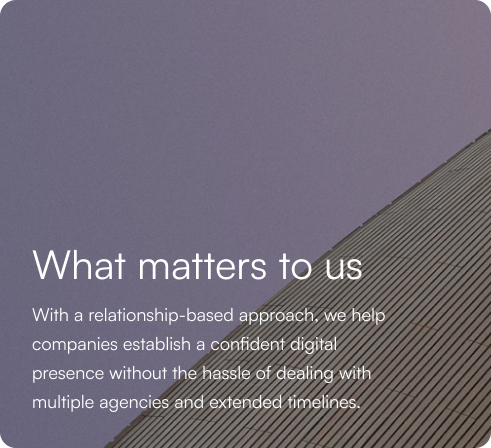 What matters to us
With a relationship-based approach, we help
companies establish a confident digital
presence without the hassle of dealing with
multiple agencies and extended timelines.